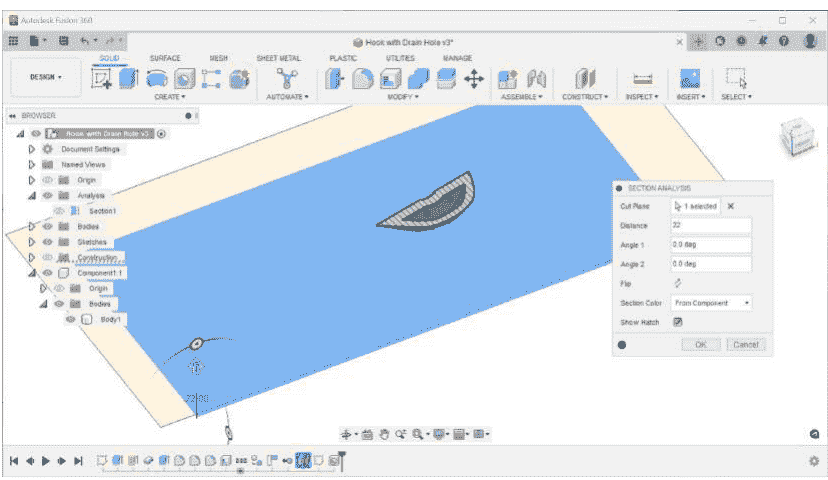 Autodesk Fusion 360
Hook with Drain Hole v3*
SOLID SURFACE MESH SHEET METAL PLASTIC UTILITIES MANAGE
DESIGN
CREATE AUTOMATE MODIFY ASSEMBLE CONSTRUCT INSPECT INSERT SELECT
BROWSER
Hook with Drain Hole v3
Document Settings
Named Views
Origin
Analysis
Section1
Bodies
Sketches
Construction
Component1:1
Origin
Bodies
Body1
SECTION ANALYSIS
Cut Plane 1 selected
Distance 22
Angle 1 0.0 deg
Angle 2 0.0 deg
Flip
Section Color From Component
Show Hatch
OK Cancel
22.00